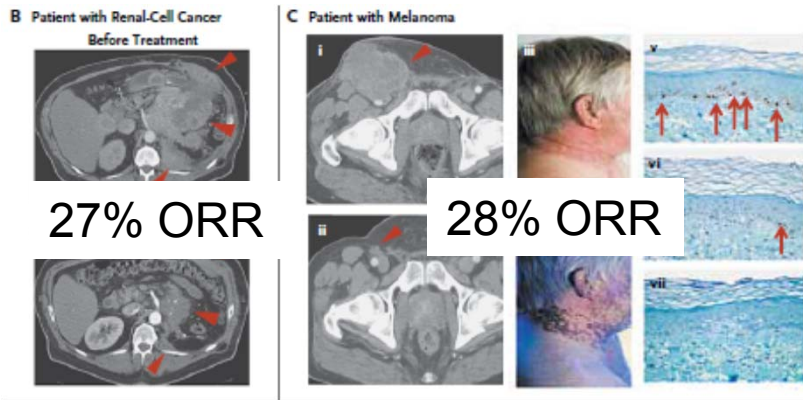 B Patient with Renal-Cell Cancer
Before Treatment
27% ORR
C Patient with Melanoma
i
ii
28% ORR
iii
v
vi
vii